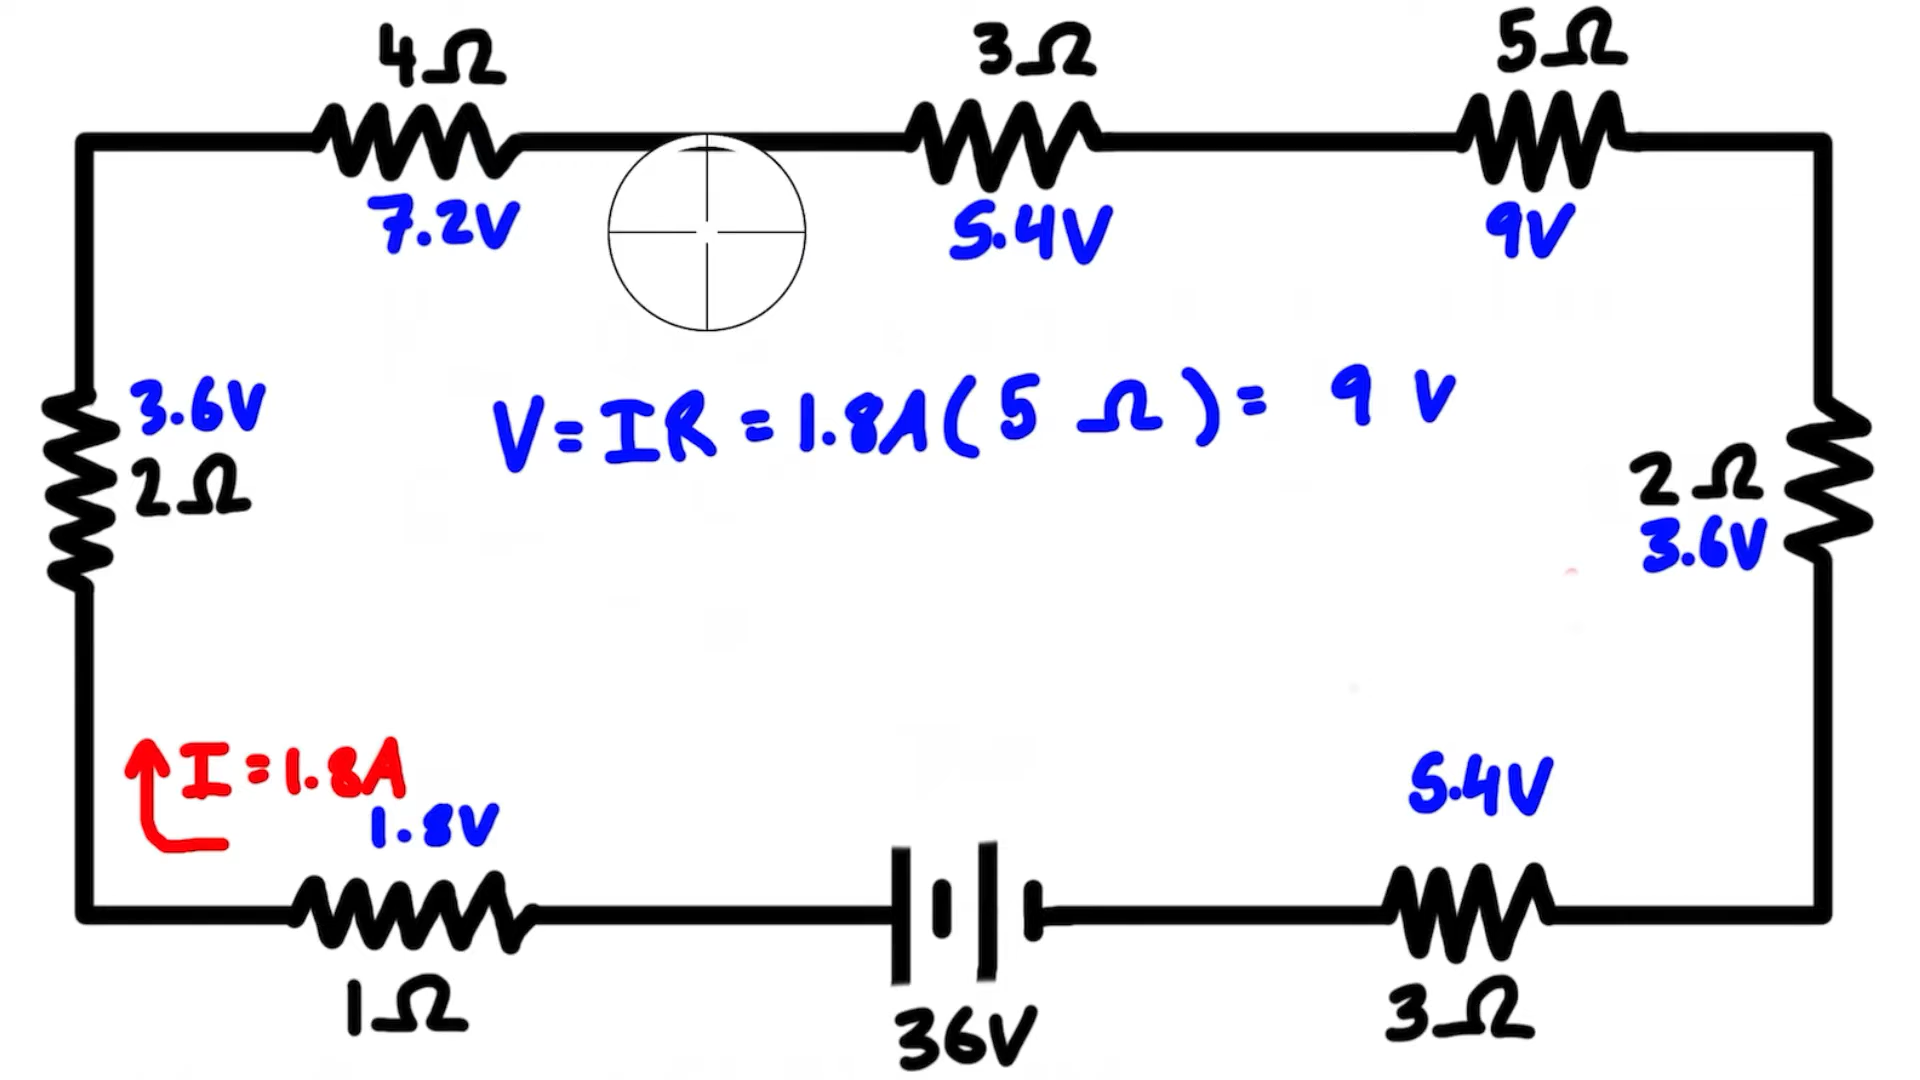 4Ω
3Ω
5Ω
7.2V
5.4V
9V
3.6V
2Ω
V=IR=1.8A(5 Ω)= 9 V
2Ω
3.6V
I=1.8A
1.8V
5.4V
1Ω
36V
3Ω